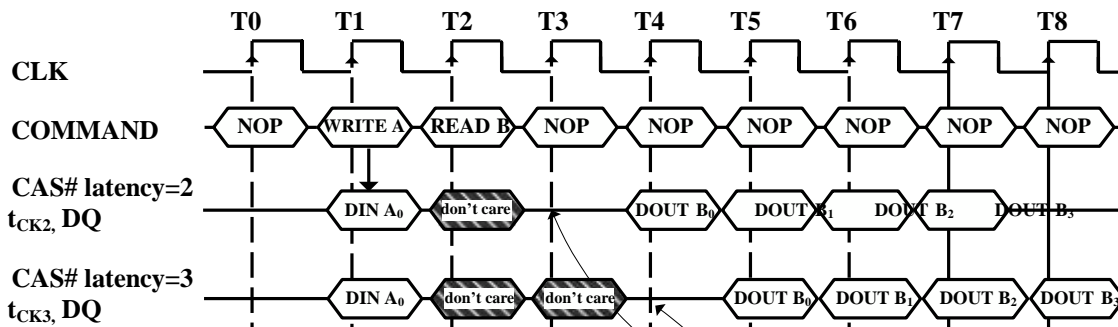 T0 T1 T2 T3 T4 T5 T6 T7 T8
CLK
COMMAND NOP WRITE A READ B NOP NOP NOP NOP NOP NOP
CAS# latency=2
tCK2, DQ DIN A0 don't care DOUT B0 DOUT B1 DOUT B2 DOUT B3
CAS# latency=3
tCK3, DQ DIN A0 don't care don't care DOUT B0 DOUT B1 DOUT B2 DOUT B3